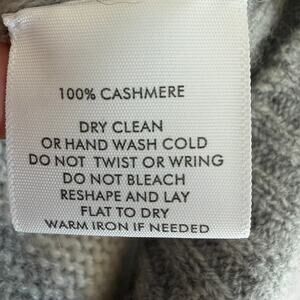 100% CASHMERE
DRY CLEAN
OR HAND WASH COLD
DO NOT TWIST OR WRING
DO NOT BLEACH
RESHAPE AND LAY
FLAT TO DRY
WARM IRON IF NEEDED